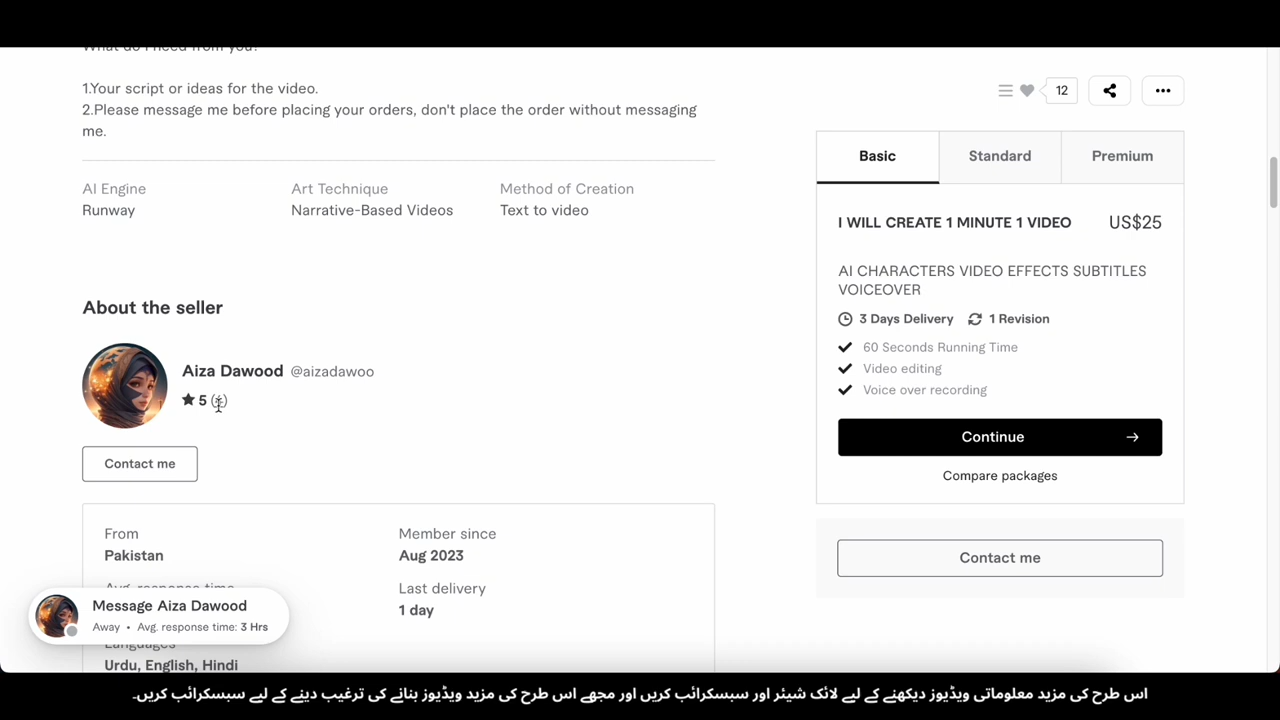 What do I need from you?
1.Your script or ideas for the video.
2.Please message me before placing your orders, don't place the order without messaging
me.
AI Engine
Runway
Art Technique
Narrative-Based Videos
Method of Creation
Text to video
About the seller
Aiza Dawood @aizadawoo
5
Contact me
From
Pakistan
Member since
Aug 2023
Avg. response time
Last delivery
1 day
Languages
Urdu, English, Hindi
Message Aiza Dawood
Away • Avg. response time: 3 Hrs
12
Basic
Standard
Premium
I WILL CREATE 1 MINUTE 1 VIDEO US$25
AI CHARACTERS VIDEO EFFECTS SUBTITLES
VOICEOVER
3 Days Delivery 1 Revision
60 Seconds Running Time
Video editing
Voice over recording
Continue
Compare packages
Contact me
اس طرح کی مزید معلوماتی ویڈیوز دیکھنے کے لیے لائک شیئر اور سبسکرائب کریں اور مجھے اس طرح کی مزید ویڈیوز بنانے کی ترغیب دینے کے لیے سبسکرائب کریں۔